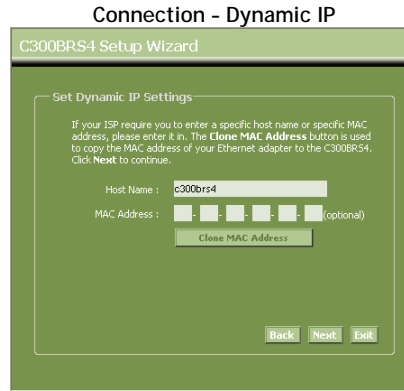 Connection - Dynamic IP
C300BRS4 Setup Wizard
Set Dynamic IP Settings
If your ISP require you to enter a specific host name or specific MAC
address, please enter it in. The Clone MAC Address button is used
to copy the MAC address of your Ethernet adapter to the C300BRS4.
Click Next to continue.
Host Name : c300brs4
MAC Address : - - - - - (optional)
Clone MAC Address
Back Next Exit